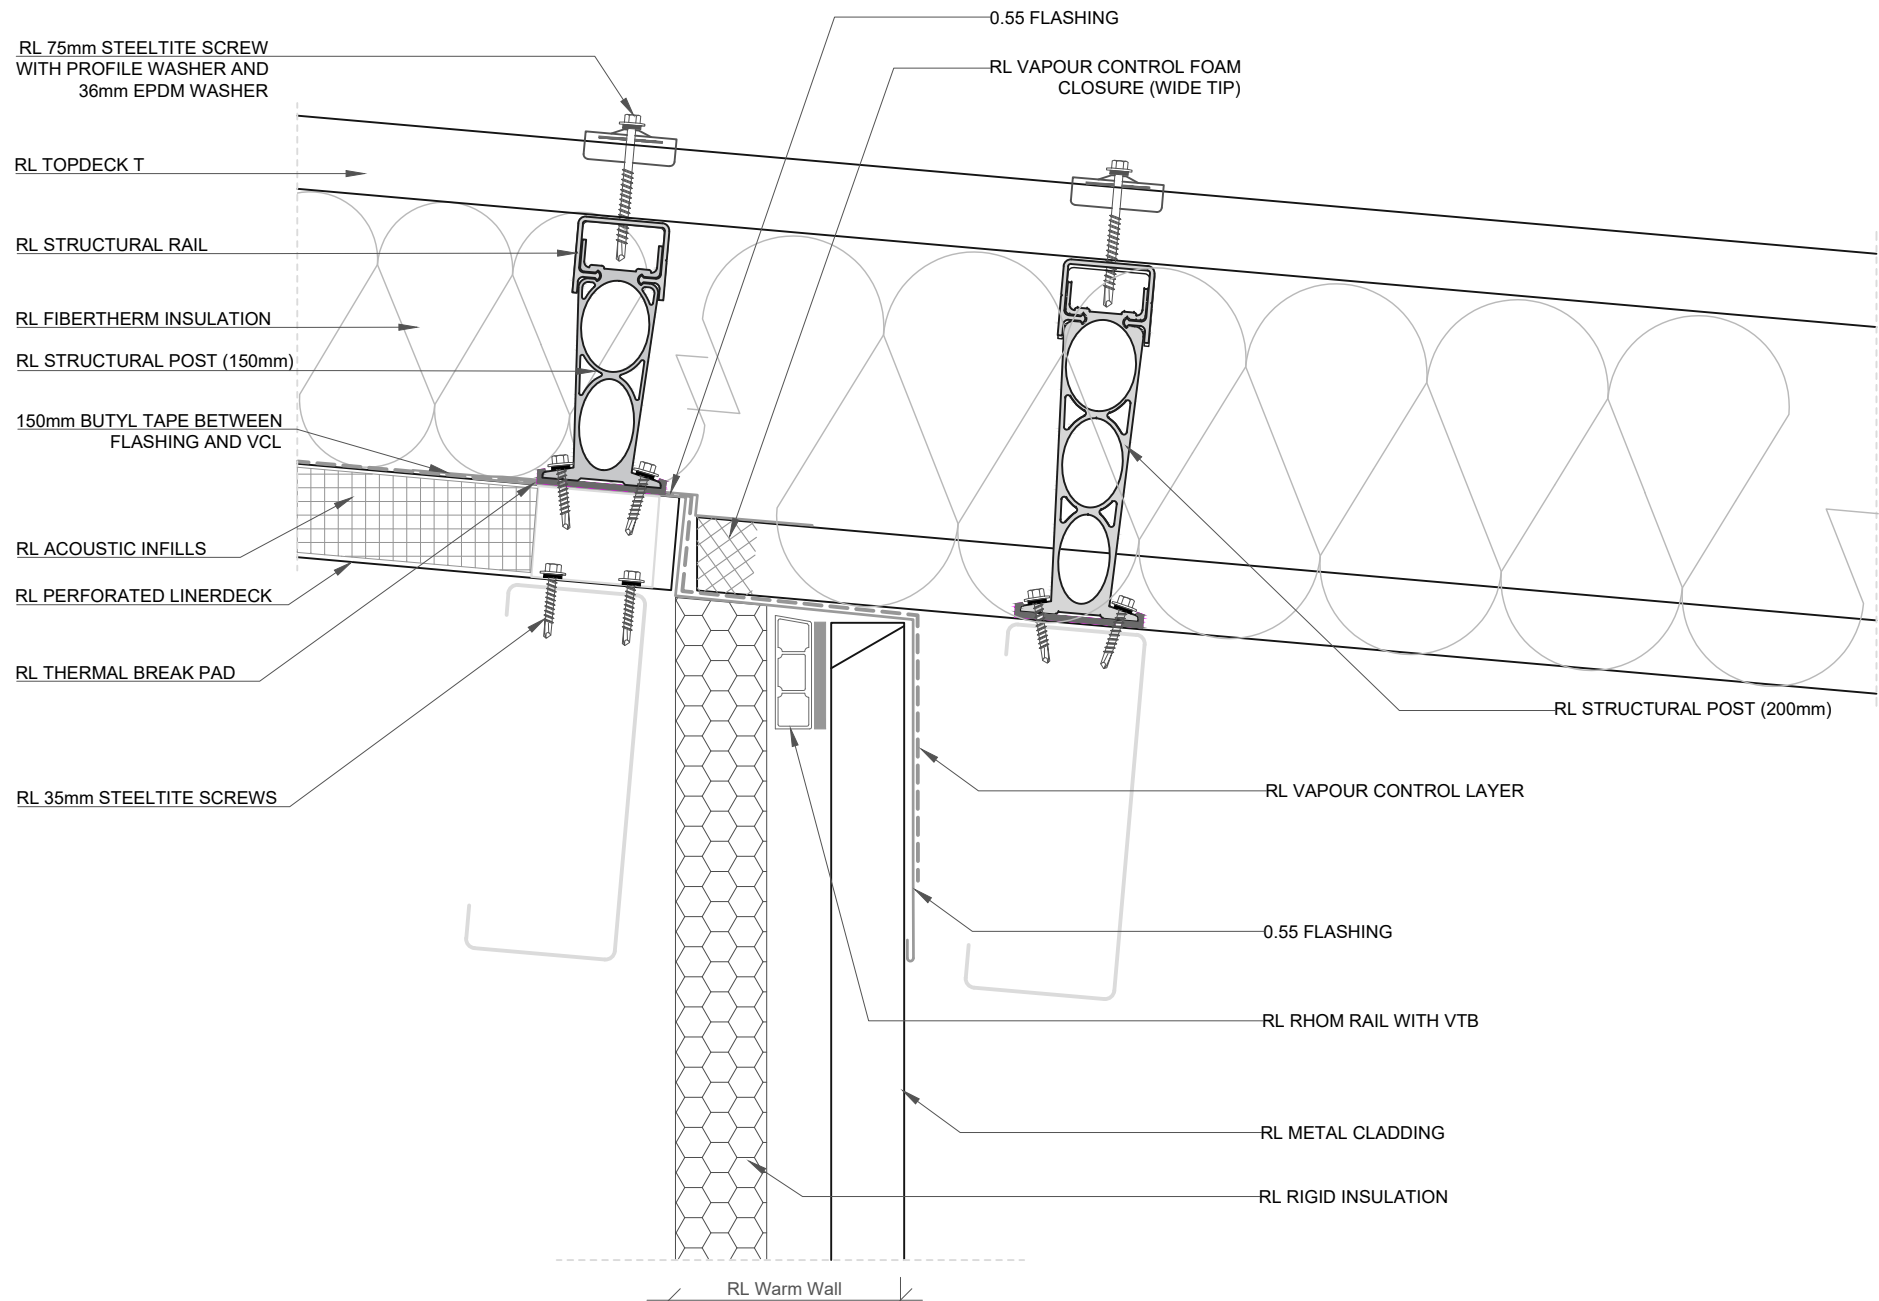 0.55 FLASHING
RL 75mm STEELTITE SCREW
WITH PROFILE WASHER AND
36mm EPDM WASHER
RL VAPOUR CONTROL FOAM
CLOSURE (WIDE TIP)
RL TOPDECK T
RL STRUCTURAL RAIL
RL FIBERTHERM INSULATION
RL STRUCTURAL POST (150mm)
150mm BUTYL TAPE BETWEEN
FLASHING AND VCL
RL ACOUSTIC INFILLS
RL PERFORATED LINERDECK
RL THERMAL BREAK PAD
RL STRUCTURAL POST (200mm)
RL 35mm STEELTITE SCREWS
RL VAPOUR CONTROL LAYER
0.55 FLASHING
RL RHOM RAIL WITH VTB
RL METAL CLADDING
RL RIGID INSULATION
RL Warm Wall